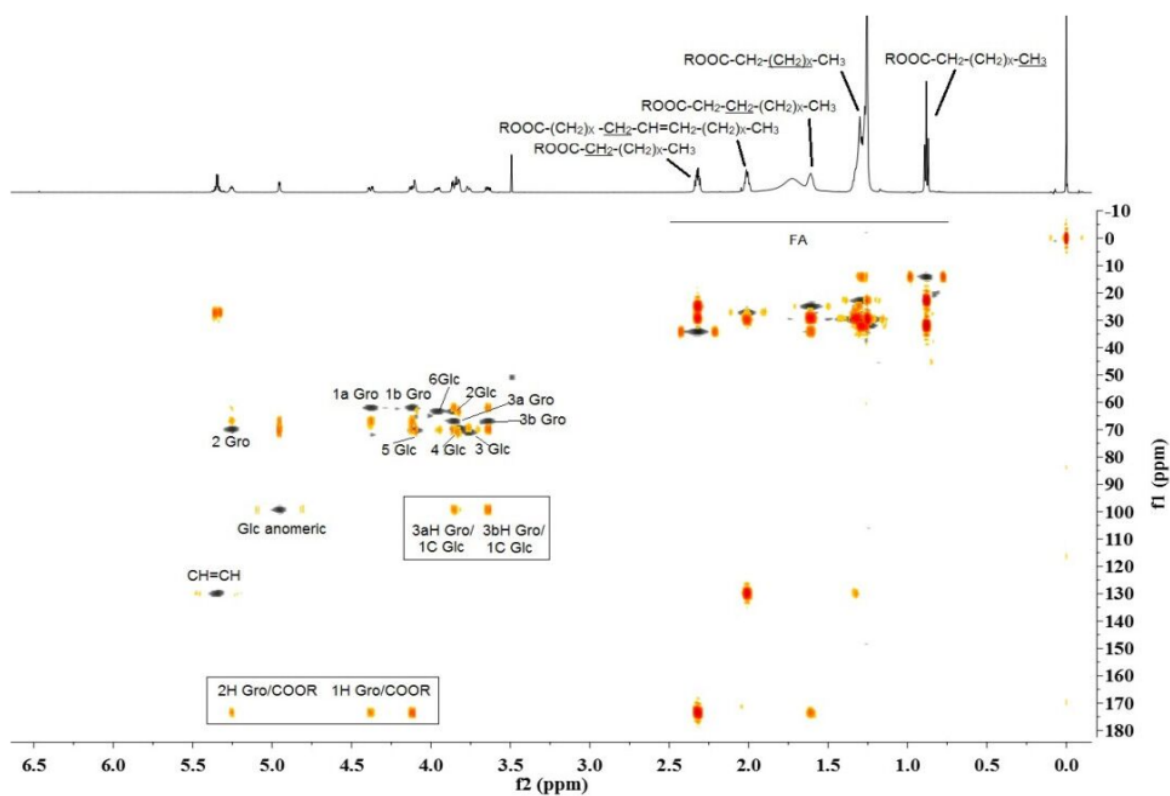 ROOC-CH2-(CH2)X-CH3
ROOC-CH2-(CH2)X-CH3
ROOC-CH2-CH2-(CH2)X-CH3
ROOC-(CH2)X -CH2-CH=CH2-(CH2)X-CH3
ROOC-CH2-(CH2)X-CH3
FA
-10
0
10
20
30
40
50
60
70
80
90
100
110
120
130
140
150
160
170
180
f1 (ppm)
6Glc
1a Gro 1b Gro 2Glc
3a Gro
3b Gro
2 Gro
5 Glc 4 Glc 3 Glc
Glc anomeric
3aH Gro/ 3bH Gro/
1C Glc 1C Glc
CH=CH
2H Gro/COOR 1H Gro/COOR
6.5 6.0 5.5 5.0 4.5 4.0 3.5 3.0 2.5 2.0 1.5 1.0 0.5 0.0
f2 (ppm)